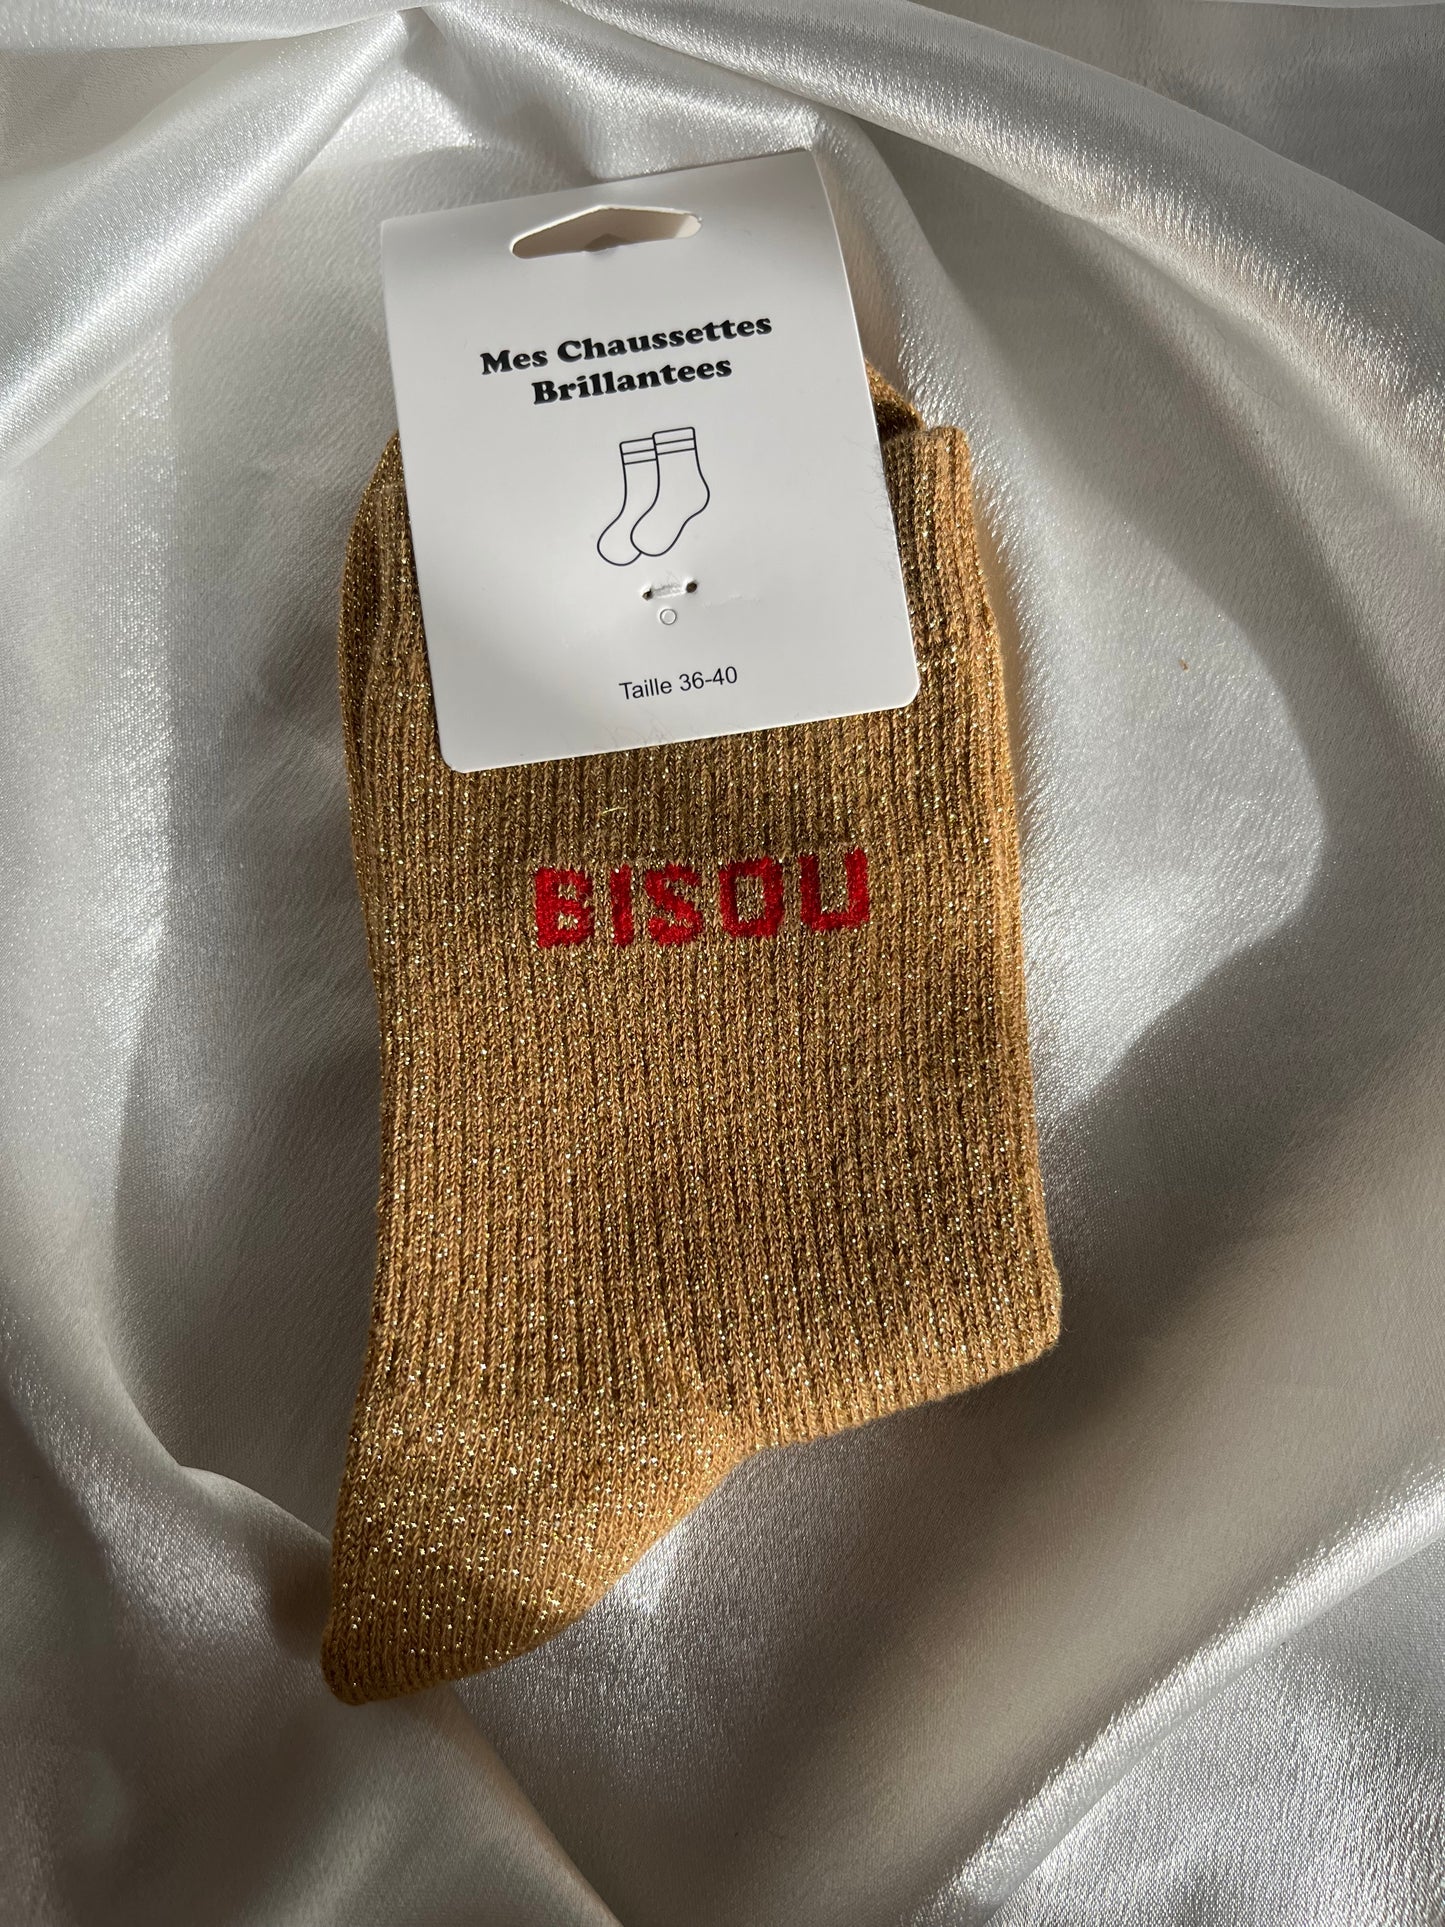 Mes Chaussettes
Brillantees
Taille 36-40
BISOU